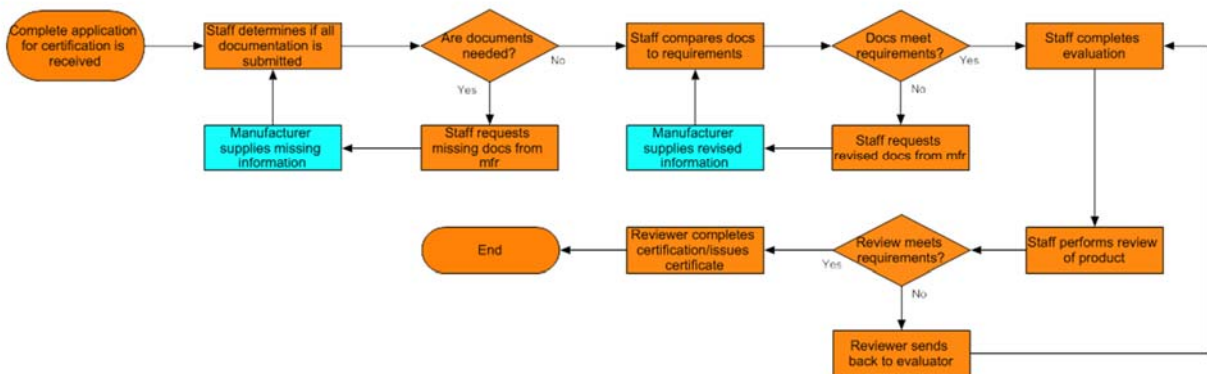 Complete application
for certification is
received
Staff determines if all
documentation is
submitted
Are documents
needed?
No
Yes
Staff compares docs
to requirements
Docs meet
requirements?
Yes
No
Staff completes
evaluation
Manufacturer
supplies missing
information
Staff requests
missing docs from
mfr
Manufacturer
supplies revised
information
Staff requests
revised docs from mfr
End
Reviewer completes
certification/issues
certificate
Review meets
requirements?
Yes
No
Staff performs review
of product
Reviewer sends
back to evaluator